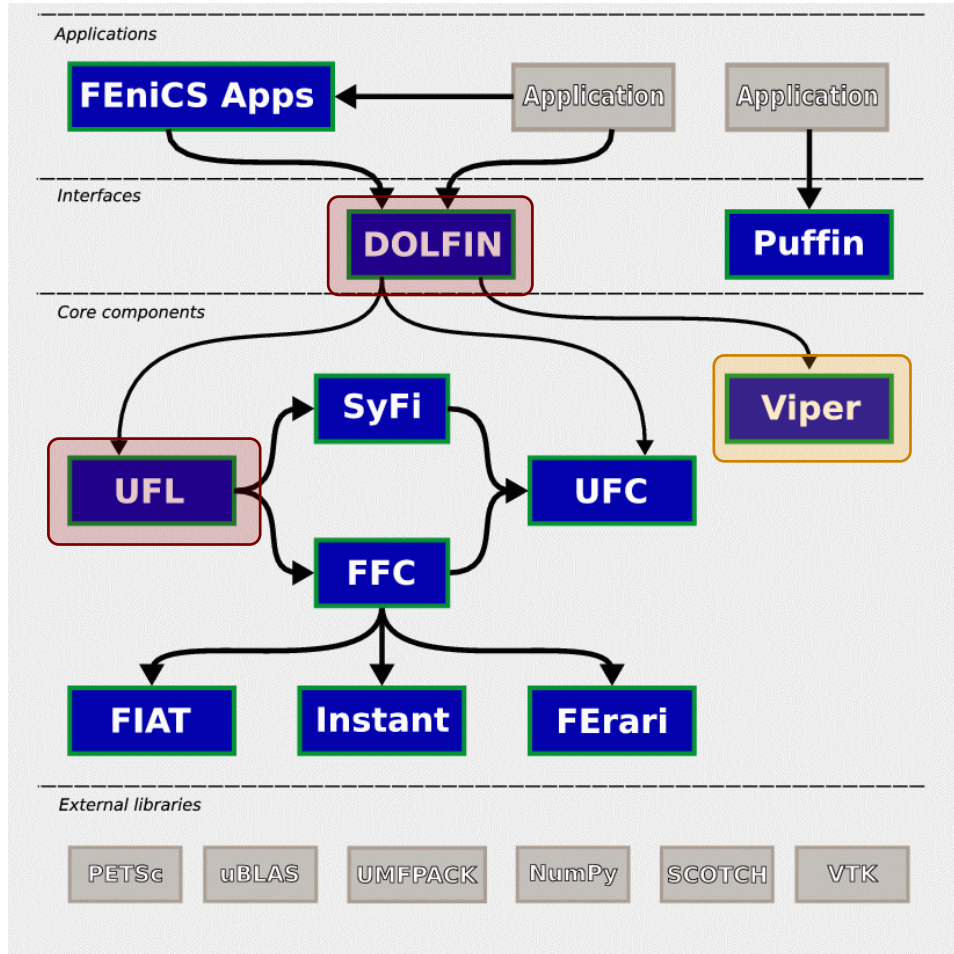 Applications
FEniCS Apps
Application
Application
Interfaces
DOLFIN
Puffin
Core components
SyFi
Viper
UFL
UFC
FFC
FIAT
Instant
FErari
External libraries
PETSc
uBLAS
UMFPACK
NumPy
SCOTCH
VTK